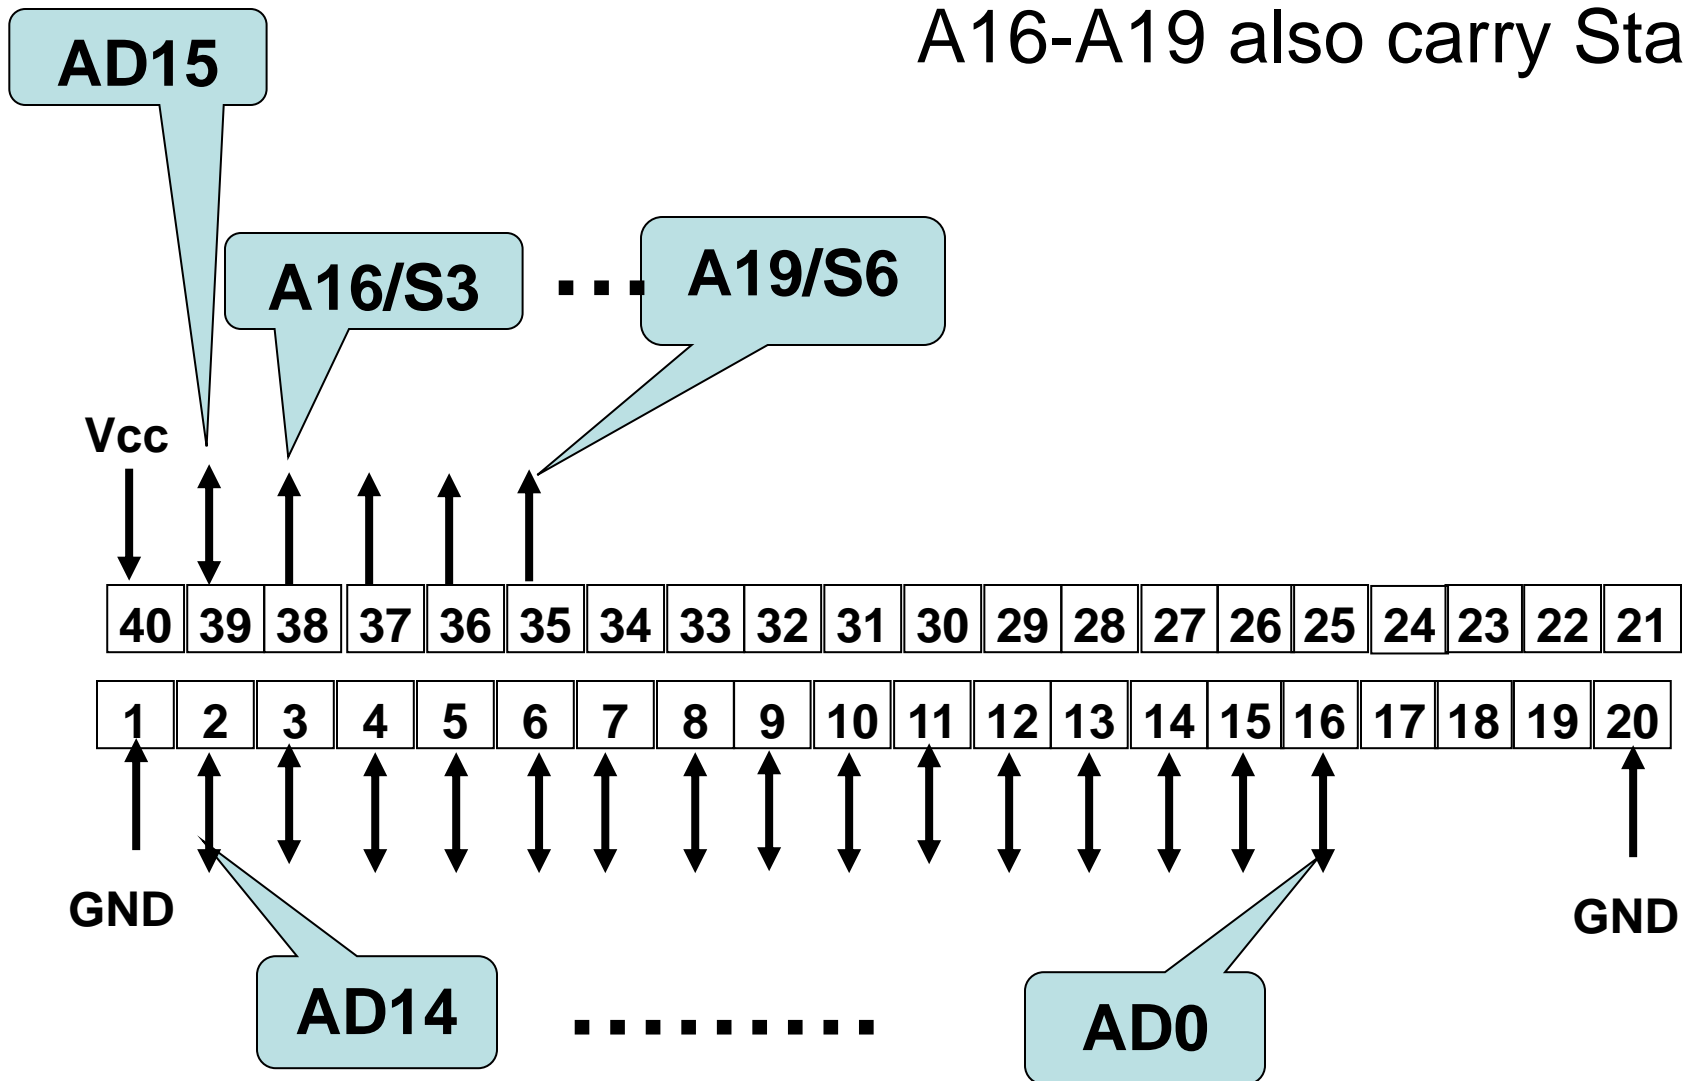 A16-A19 also carry Sta
AD15
A16/S3 ... A19/S6
Vcc
40 39 38 37 36 35 34 33 32 31 30 29 28 27 26 25 24 23 22 21
1 2 3 4 5 6 7 8 9 10 11 12 13 14 15 16 17 18 19 20
GND GND
AD14 ......... AD0